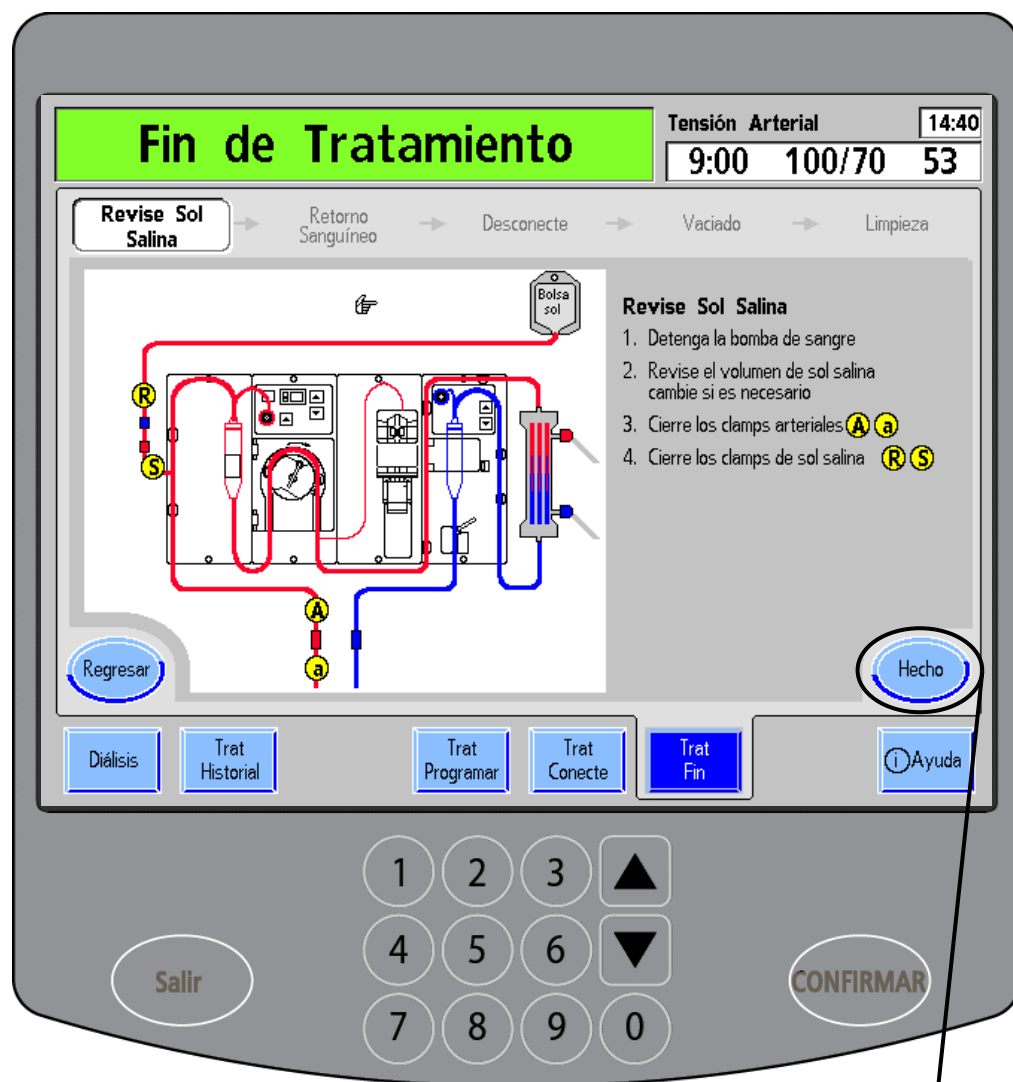 Fin de Tratamiento
Tensión Arterial
14:40
9:00 100/70 53
Revise Sol
Salina
Retorno
Sanguíneo
Desconecte
Vaciado
Limpieza
Bolsa
sol
R
S
A
a
Revise Sol Salina
1. Detenga la bomba de sangre
2. Revise el volumen de sol salina
cambie si es necesario
3. Cierre los clamps arteriales A a
4. Cierre los clamps de sol salina R S
Regresar
Hecho
Diálisis
Trat
Historial
Trat
Programar
Trat
Conecte
Trat
Fin
i Ayuda
1 2 3
4 5 6
7 8 9 0
Salir
CONFIRMAR